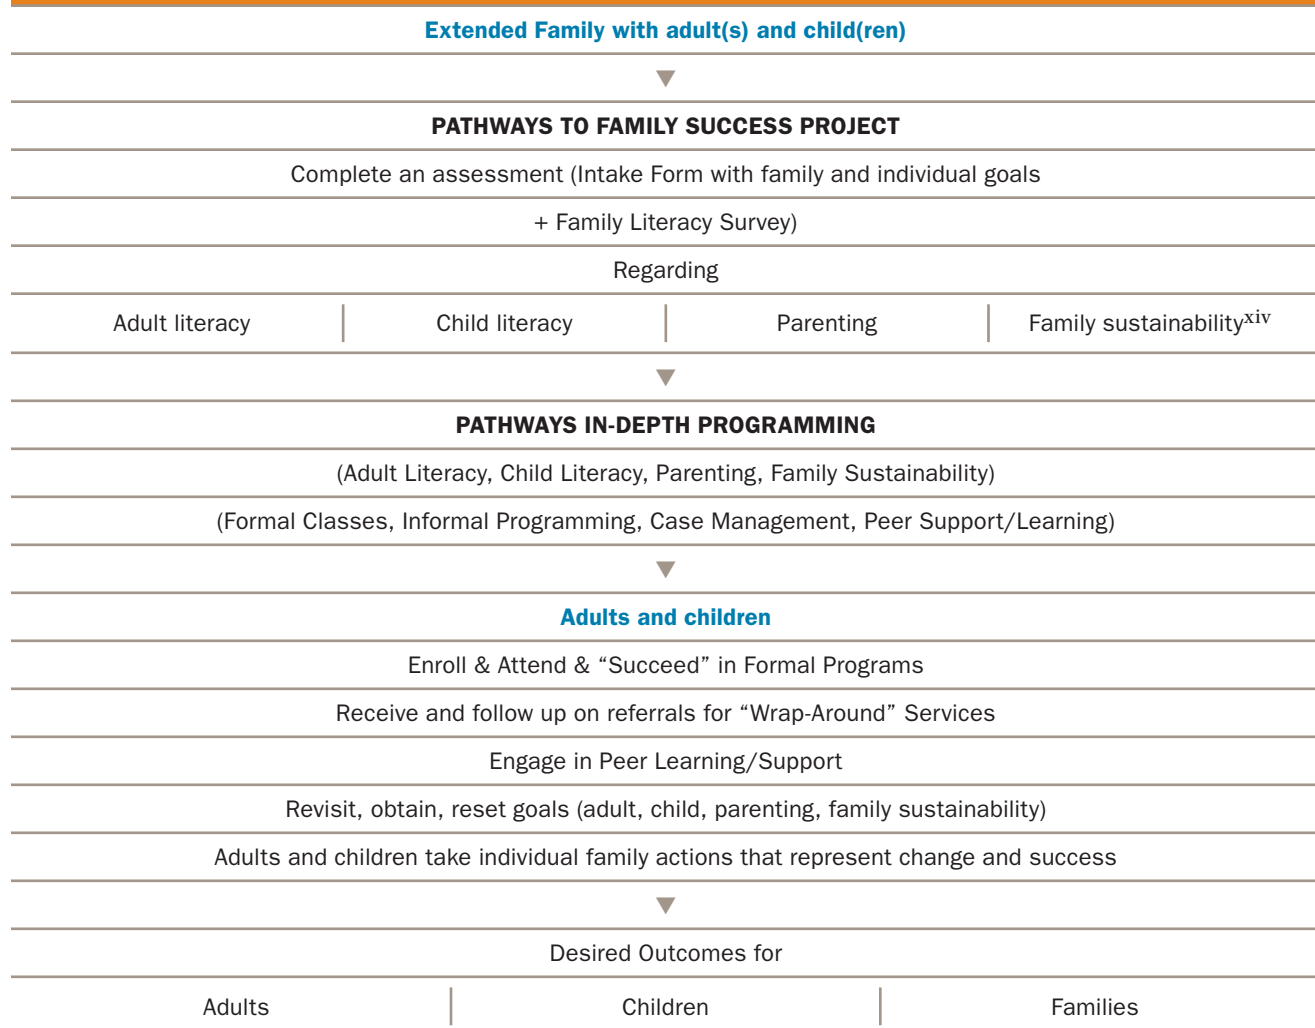 Extended Family with adult(s) and child(ren)
PATHWAYS TO FAMILY SUCCESS PROJECT
Complete an assessment (Intake Form with family and individual goals
+ Family Literacy Survey)
Regarding
Adult literacy Child literacy Parenting Family sustainabilityxiv
PATHWAYS IN-DEPTH PROGRAMMING
(Adult Literacy, Child Literacy, Parenting, Family Sustainability)
(Formal Classes, Informal Programming, Case Management, Peer Support/Learning)
Adults and children
Enroll & Attend & “Succeed” in Formal Programs
Receive and follow up on referrals for “Wrap-Around” Services
Engage in Peer Learning/Support
Revisit, obtain, reset goals (adult, child, parenting, family sustainability)
Adults and children take individual family actions that represent change and success
Desired Outcomes for
Adults Children Families